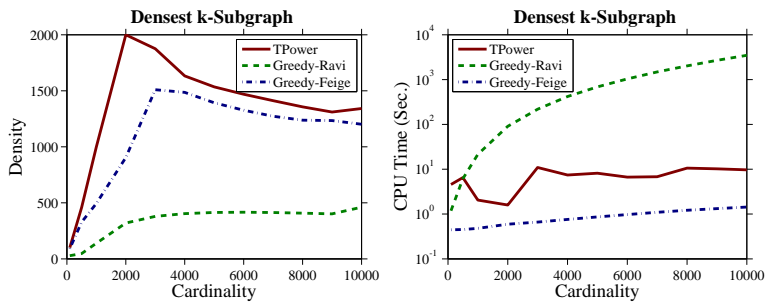 Densest k-Subgraph
2000
1500
1000
500
0
Density
0 2000 4000 6000 8000 10000
Cardinality
TPower
Greedy-Ravi
Greedy-Feige
Densest k-Subgraph
10^4
10^3
10^2
10^1
10^0
10^-1
CPU Time (Sec.)
0 2000 4000 6000 8000 10000
Cardinality
TPower
Greedy-Ravi
Greedy-Feige